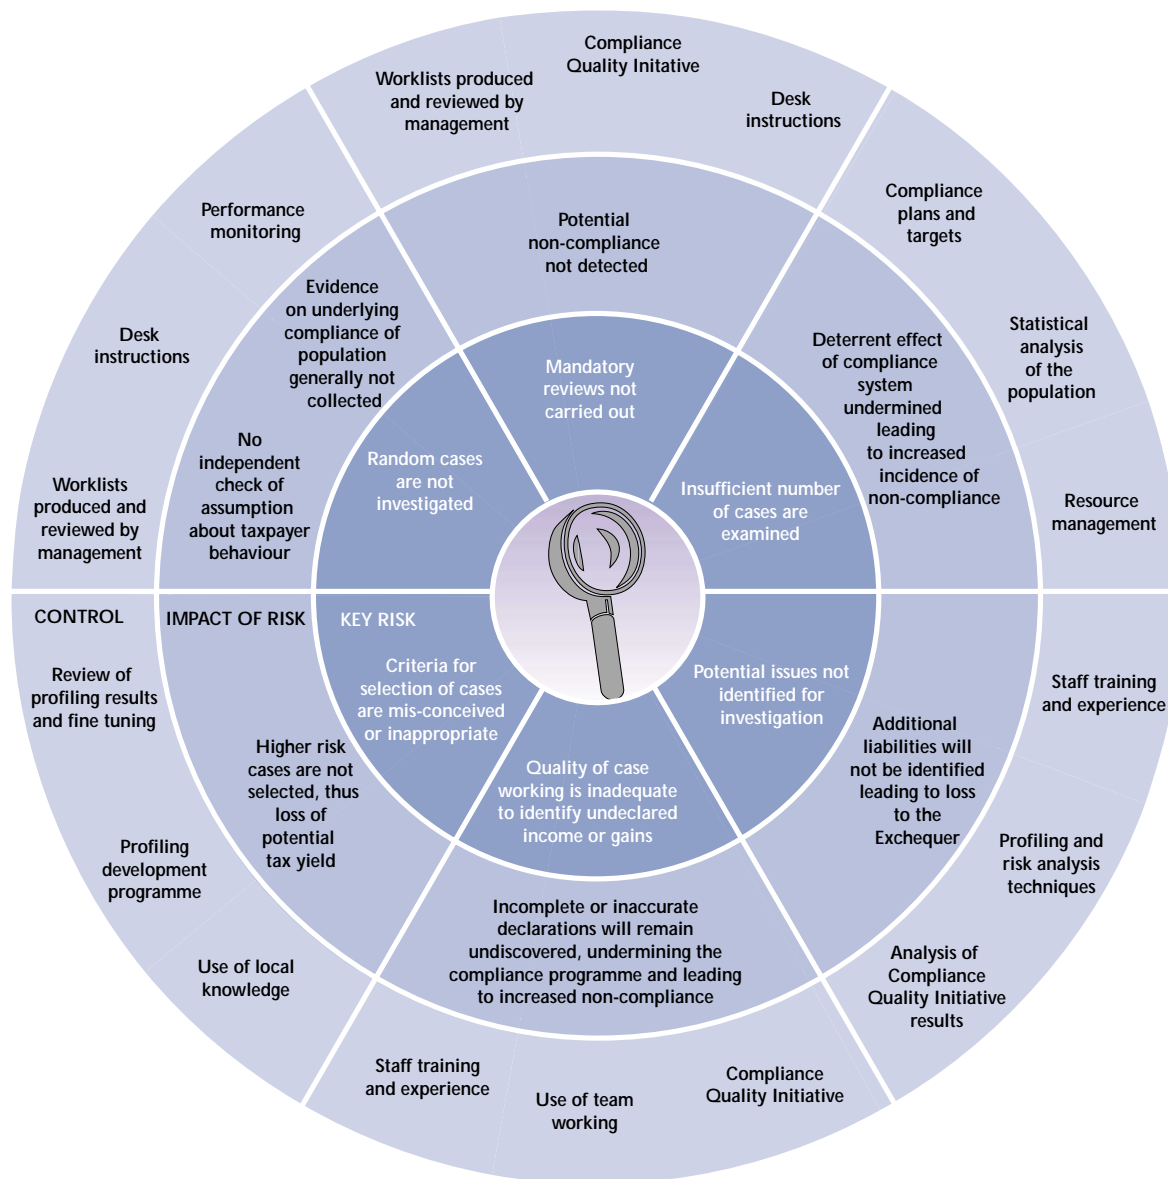 Compliance
Quality Initative
Worklists produced
and reviewed by
management
Desk
instructions
Performance
monitoring
Compliance
plans and
targets
Potential
non-compliance
not detected
Evidence
on underlying
compliance of
population
generally not
collected
Desk
instructions
Statistical
analysis
of the
population
Deterrent effect
of compliance
system
undermined
leading
to increased
incidence of
non-compliance
Mandatory
reviews not
carried out
No
independent
check of
assumption
about taxpayer
behaviour
Random cases
are not
investigated
Insufficient number
of cases are
examined
Worklists
produced and
reviewed by
management
Resource
management
CONTROL
IMPACT OF RISK
KEY RISK
Review of
profiling results
and fine tuning
Criteria for
selection of cases
are mis-conceived
or inappropriate
Potential issues not
identified for
investigation
Staff training
and experience
Higher risk
cases are not
selected, thus
loss of
potential
tax yield
Quality of case
working is inadequate
to identify undeclared
income or gains
Additional
liabilities will
not be identified
leading to loss
to the
Exchequer
Profiling
development
programme
Profiling and
risk analysis
techniques
Incomplete or inaccurate
declarations will remain
undiscovered, undermining the
compliance programme and leading
to increased non-compliance
Use of local
knowledge
Analysis of
Compliance
Quality Initiative
results
Staff training
and experience
Use of team
working
Compliance
Quality Initiative